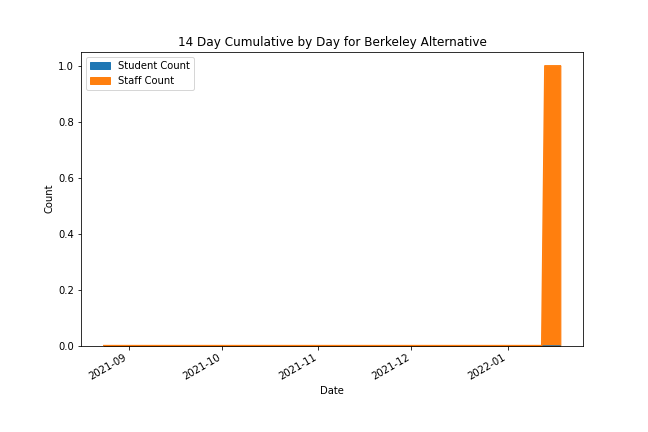 14 Day Cumulative by Day for Berkeley Alternative
Student Count
Staff Count
1.0
0.8
0.6
0.4
0.2
0.0
Count
2021-09
2021-10
2021-11
2021-12
2022-01
Date